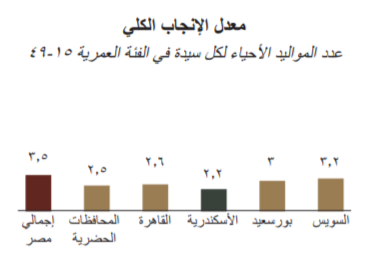 معدل الإنجاب الكلي
عدد المواليد الأحياء لكل سيدة في الفئة العمرية ١٥-٤٩
٣,٢
٣
٢,٢
٢,٦
٢,٥
٣,٥
السويس
بورسعيد
الأسكندرية
القاهرة
المحافظات
الحضرية
إجمالي
مصر